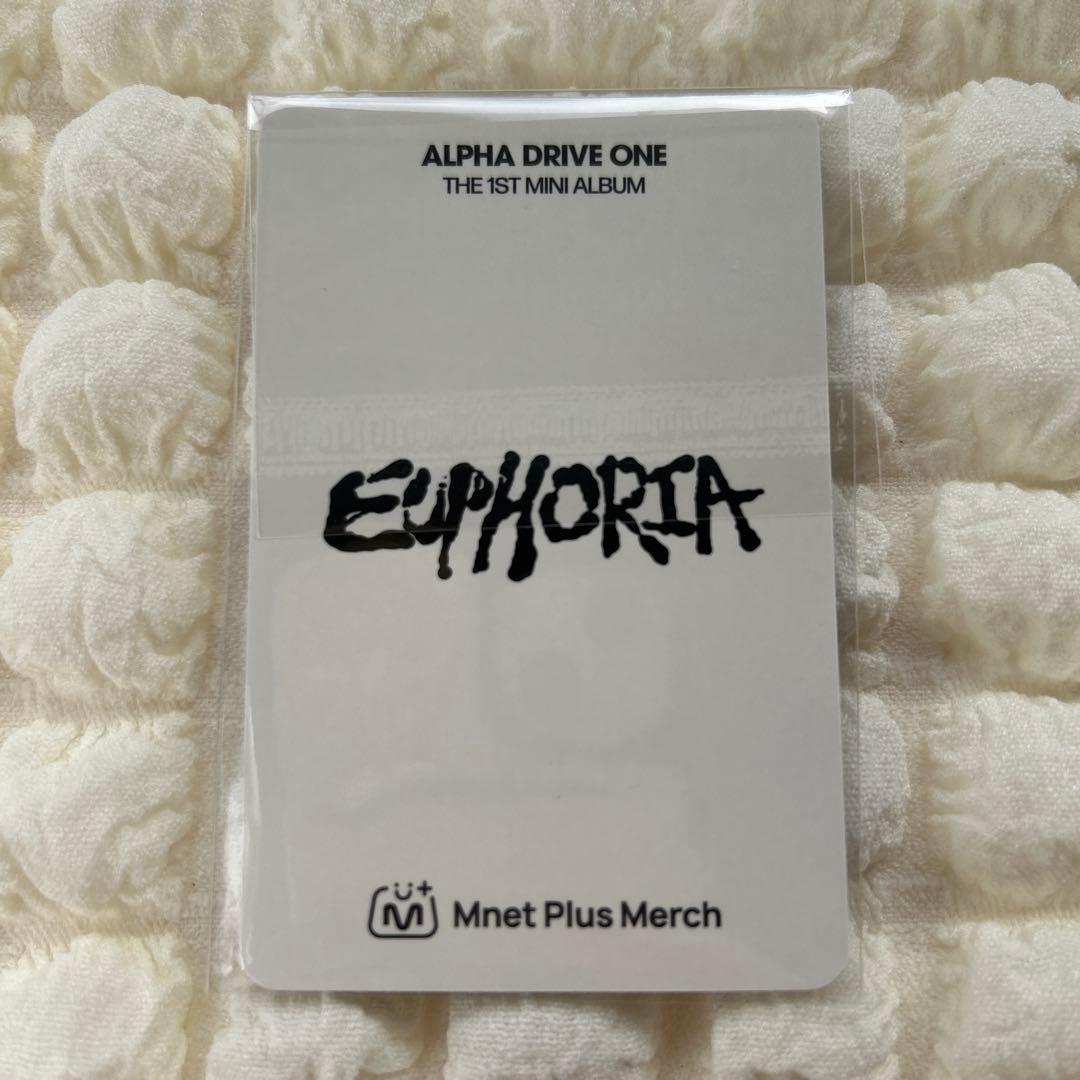 ALPHA DRIVE ONE
THE 1ST MINI ALBUM
EUPHORIA
Mnet Plus Merch